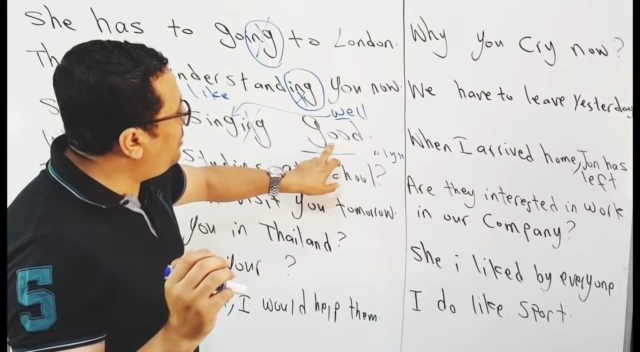 She has to going to London.
understanding you now
like
well
Singing good.
chool?
visit you tomorrow.
you in Thailand?
your ?
, I would help them.
Why you Cry now?
We have to leave yesterday
When I arrived home, Jon has
left
Are they interested in work
in our Company?
She i liked by everyone
I do like Sport.
5